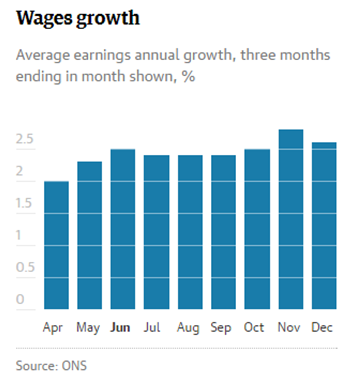 Wages growth
Average earnings annual growth, three months
ending in month shown, %
2.5
2
1.5
1
0.5
0
Apr May Jun Jul Aug Sep Oct Nov Dec
Source: ONS